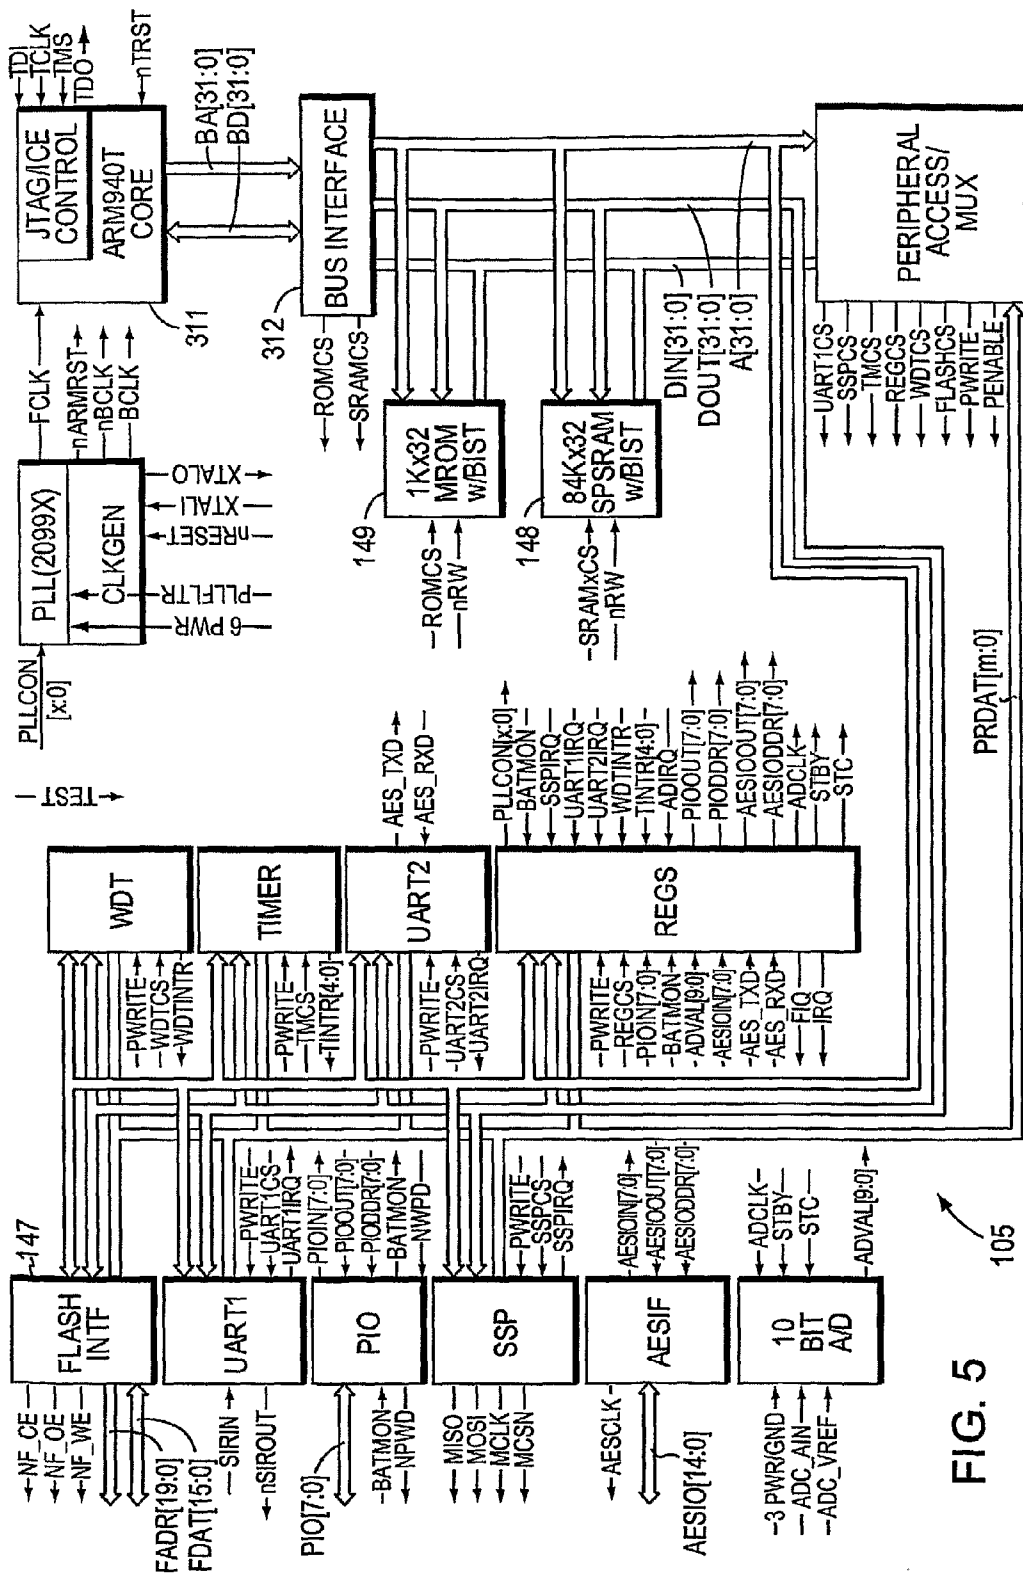 TDI
TCLK
TMS
TDO
nTRST
JTAG/ICE
CONTROL
ARM940T
CORE
311
FCLK
nARMRST
nBCLK
BCLK
PLL(2099X)
CLKGEN
PLLCON
[x:0]
6 PWR
PLLFLTR
nRESET
XTALI
XTALO
TEST
BA[31:0]
BD[31:0]
BUS INTERFACE
312
ROMCS
SRAMCS
1Kx32
MROM
w/BIST
149
ROMCS
nRW
84Kx32
SPSRAM
w/BIST
148
SRAMxCS
nRW
DIN[31:0]
DOUT[31:0]
A[31:0]
PERIPHERAL
ACCESS/
MUX
UART1CS
SSPCS
TMCS
REGCS
WDTCS
FLASHCS
PWRITE
PENABLE
PRDAT[m:0]
WDT
PWRITE
WDTCS
WDTINTR
TIMER
PWRITE
TMCS
TINTR[4:0]
UART2
AES_TXD
AES_RXD
PWRITE
UART2CS
UART2IRQ
REGS
PLLCON[x:0]
BATMON
SSPIRQ
UART1IRQ
UART2IRQ
WDTINTR
TINTR[4:0]
ADIRQ
PIOOUT[7:0]
PIODDR[7:0]
AESIOOUT[7:0]
AESIODDR[7:0]
ADCLK
STBY
STC
PWRITE
REGCS
PIOIN[7:0]
BATMON
ADVAL[9:0]
AESIOIN[7:0]
AES_TXD
AES_RXD
FIQ
IRQ
147
FLASH
INTF
NF_CE
NF_OE
NF_WE
FADR[19:0]
FDAT[15:0]
UART1
SIRIN
nSIROUT
PWRITE
UART1CS
UART1IRQ
PIO
PIO[7:0]
BATMON
NPWD
PIOIN[7:0]
PIOOUT[7:0]
PIODDR[7:0]
BATMON
NWPD
SSP
MISO
MOSI
MCLK
MCSN
PWRITE
SSPCS
SSPIRQ
AESIF
AESCLK
AESIO[14:0]
AESIOIN[7:0]
AESIOOUT[7:0]
AESIODDR[7:0]
10
BIT
A/D
3 PWR/GND
ADC_AIN
ADC_VREF
ADCLK
STBY
STC
ADVAL[9:0]
105
FIG. 5